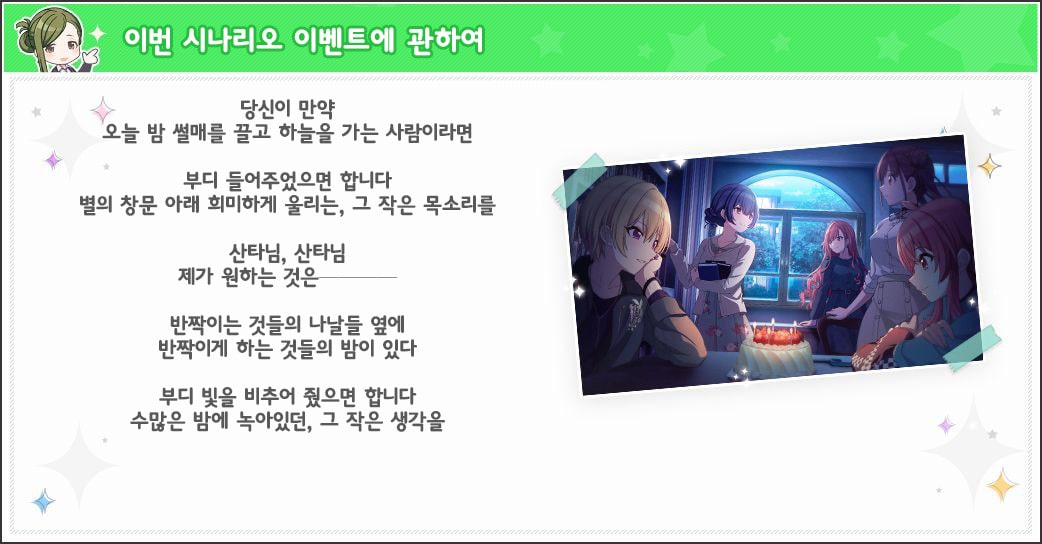 이번 시나리오 이벤트에 관하여
당신이 만약
오늘 밤 썰매를 끌고 하늘을 가는 사람이라면
부디 들어주었으면 합니다
별의 창문 아래 희미하게 울리는, 그 작은 목소리를
산타님, 산타님
제가 원하는 것은――――
반짝이는 것들의 나날들 옆에
반짝이게 하는 것들의 밤이 있다
부디 빛을 비추어 줬으면 합니다
수많은 밤에 녹아있던, 그 작은 생각을